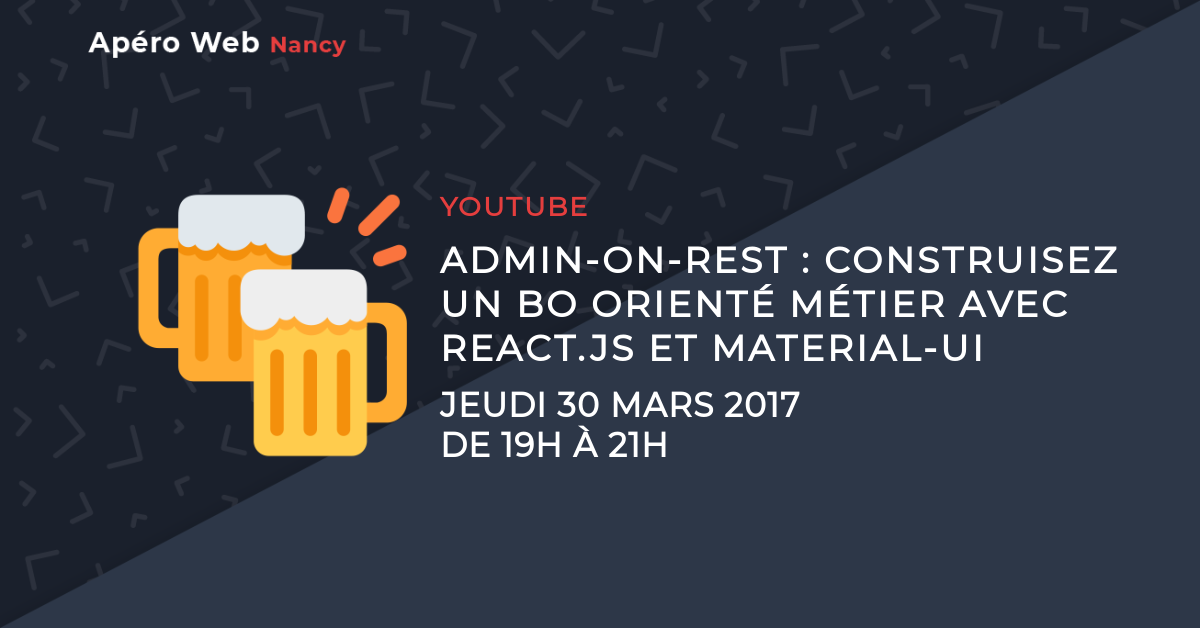 Apéro Web Nancy
YOUTUBE
ADMIN-ON-REST : CONSTRUISEZ
UN BO ORIENTÉ MÉTIER AVEC
REACT.JS ET MATERIAL-UI
JEUDI 30 MARS 2017
DE 19H À 21H